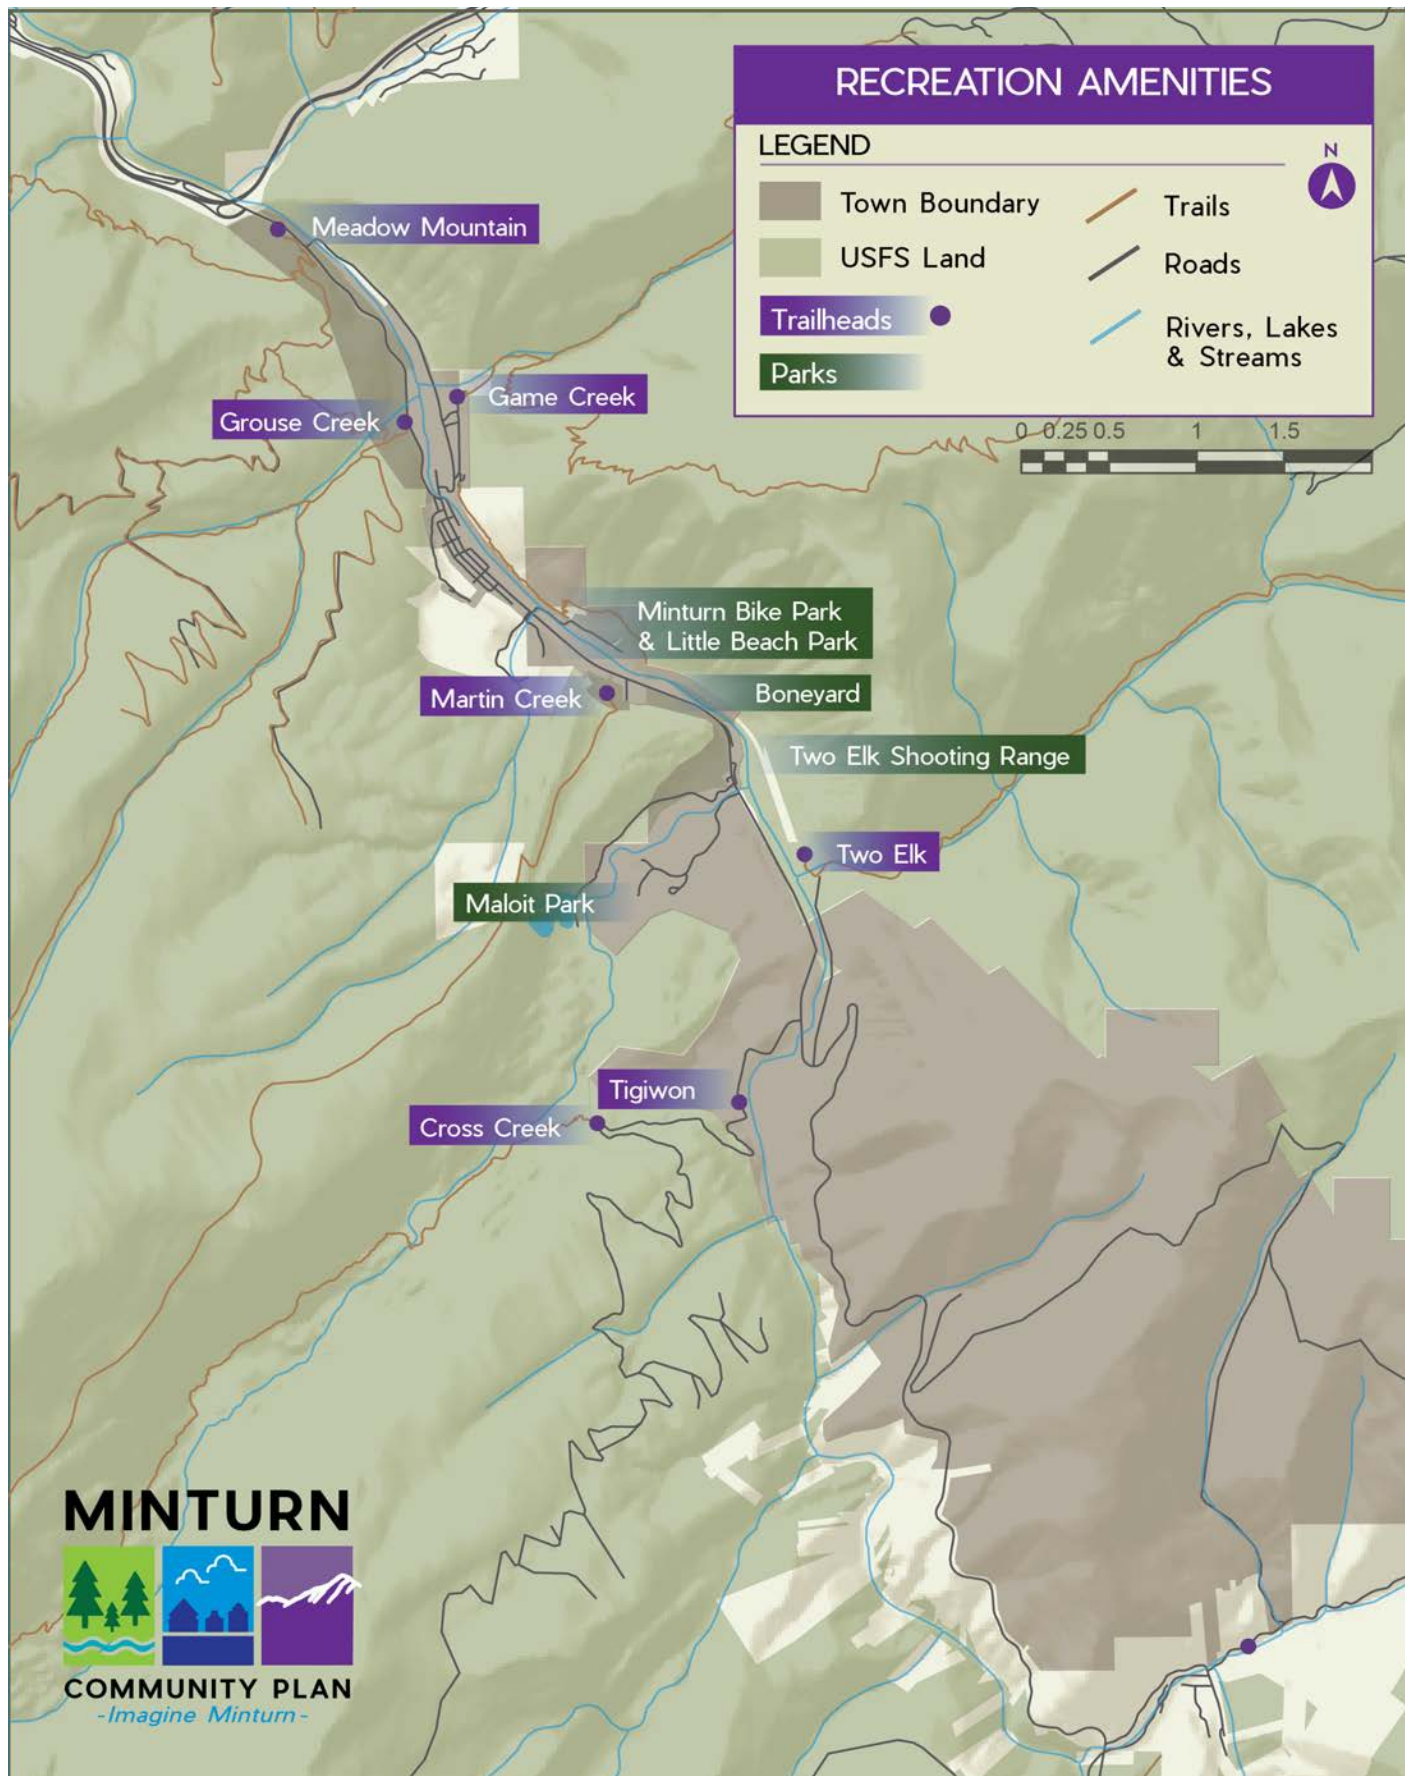 RECREATION AMENITIES
LEGEND
N
Town Boundary
Trails
USFS Land
Roads
Trailheads
Rivers, Lakes
& Streams
Parks
0 0.25 0.5 1 1.5
Meadow Mountain
Game Creek
Grouse Creek
Minturn Bike Park
& Little Beach Park
Martin Creek
Boneyard
Two Elk Shooting Range
Two Elk
Maloit Park
Tigiwon
Cross Creek
MINTURN
COMMUNITY PLAN
-Imagine Minturn-